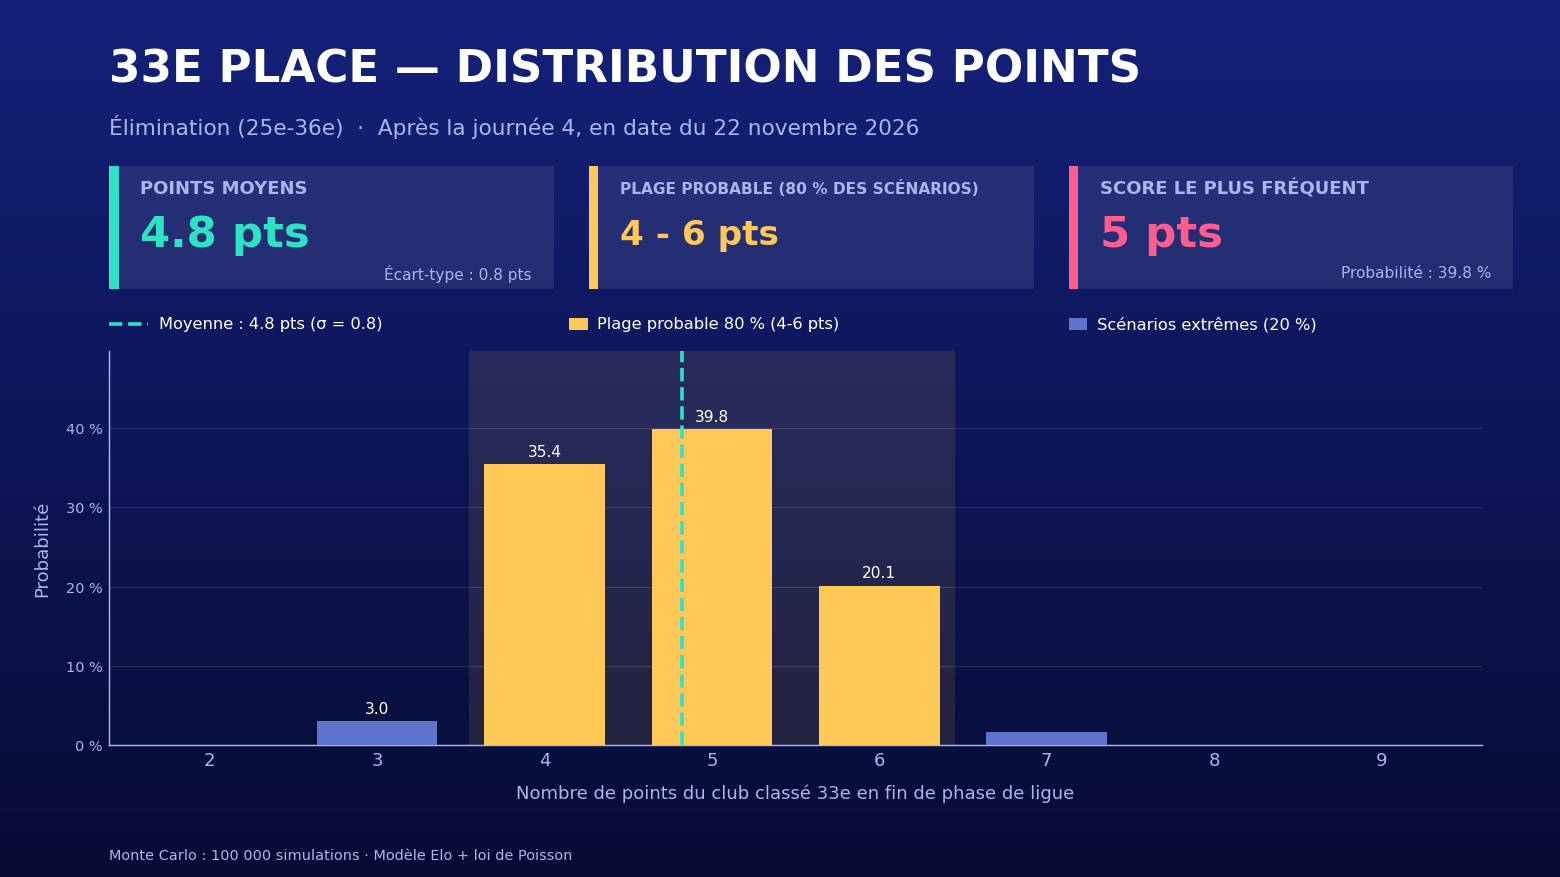 33E PLACE — DISTRIBUTION DES POINTS
Élimination (25e-36e)  ·  Après la journée 4, en date du 22 novembre 2026
POINTS MOYENS
4.8 pts
Écart-type : 0.8 pts
PLAGE PROBABLE (80 % DES SCÉNARIOS)
4 - 6 pts
SCORE LE PLUS FRÉQUENT
5 pts
Probabilité : 39.8 %
Moyenne : 4.8 pts (σ = 0.8)
Plage probable 80 % (4-6 pts)
Scénarios extrêmes (20 %)
Probabilité
40 %
30 %
20 %
10 %
0 %
3.0
35.4
39.8
20.1
2 3 4 5 6 7 8 9
Nombre de points du club classé 33e en fin de phase de ligue
Monte Carlo : 100 000 simulations · Modèle Elo + loi de Poisson